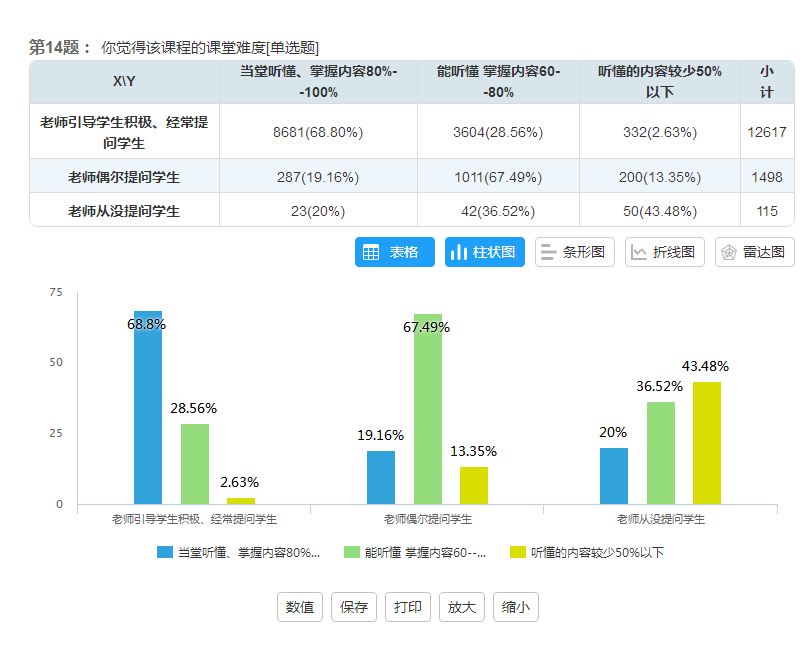 第14题： 你觉得该课程的课堂难度[单选题]
X\Y
当堂听懂、掌握内容80%-
-100%
能听懂 掌握内容60-
-80%
听懂的内容较少50%
以下
小
计
老师引导学生积极、经常提
问学生
8681(68.80%)
3604(28.56%)
332(2.63%)
12617
老师偶尔提问学生
287(19.16%)
1011(67.49%)
200(13.35%)
1498
老师从没提问学生
23(20%)
42(36.52%)
50(43.48%)
115
表格
柱状图
条形图
折线图
雷达图
75
50
25
0
68.8%
28.56%
2.63%
19.16%
67.49%
13.35%
20%
36.52%
43.48%
老师引导学生积极、经常提问学生
老师偶尔提问学生
老师从没提问学生
当堂听懂、掌握内容80%...
能听懂 掌握内容60--...
听懂的内容较少50%以下
数值
保存
打印
放大
缩小